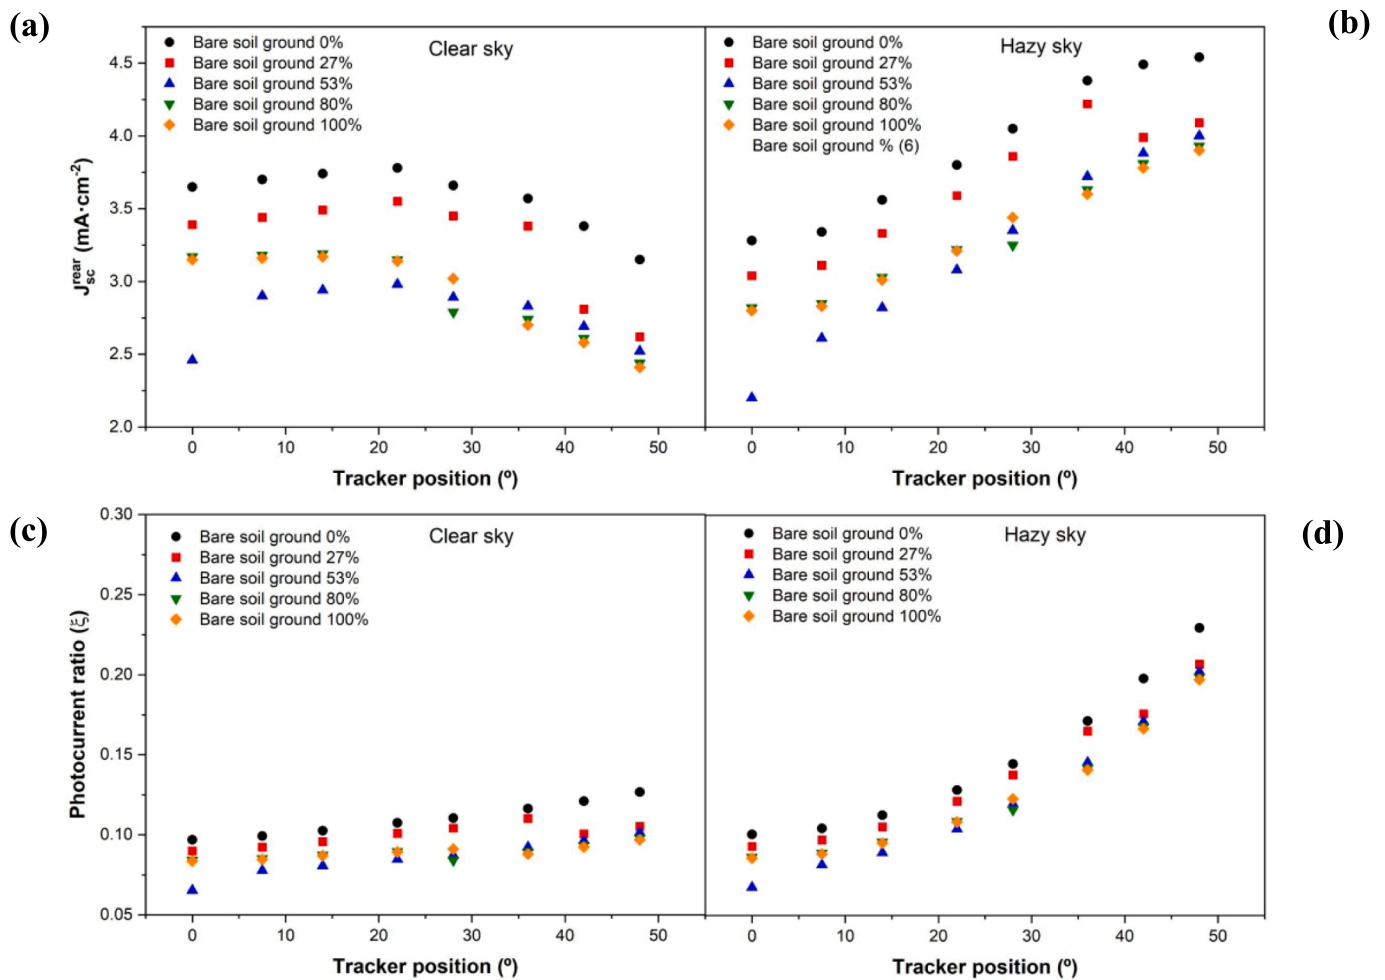 (a)
(b)
Bare soil ground 0%
Bare soil ground 27%
Bare soil ground 53%
Bare soil ground 80%
Bare soil ground 100%
Clear sky
Bare soil ground 0%
Bare soil ground 27%
Bare soil ground 53%
Bare soil ground 80%
Bare soil ground 100%
Bare soil ground % (6)
Hazy sky
4.5
4.0
3.5
3.0
2.5
2.0
J_sc^rear (mA·cm⁻²)
0 10 20 30 40 50
0 10 20 30 40 50
Tracker position (º)
Tracker position (º)
(c)
(d)
Bare soil ground 0%
Bare soil ground 27%
Bare soil ground 53%
Bare soil ground 80%
Bare soil ground 100%
Clear sky
Bare soil ground 0%
Bare soil ground 27%
Bare soil ground 53%
Bare soil ground 80%
Bare soil ground 100%
Hazy sky
0.30
0.25
0.20
0.15
0.10
0.05
Photocurrent ratio (ξ)
0 10 20 30 40 50
0 10 20 30 40 50
Tracker position (º)
Tracker position (º)